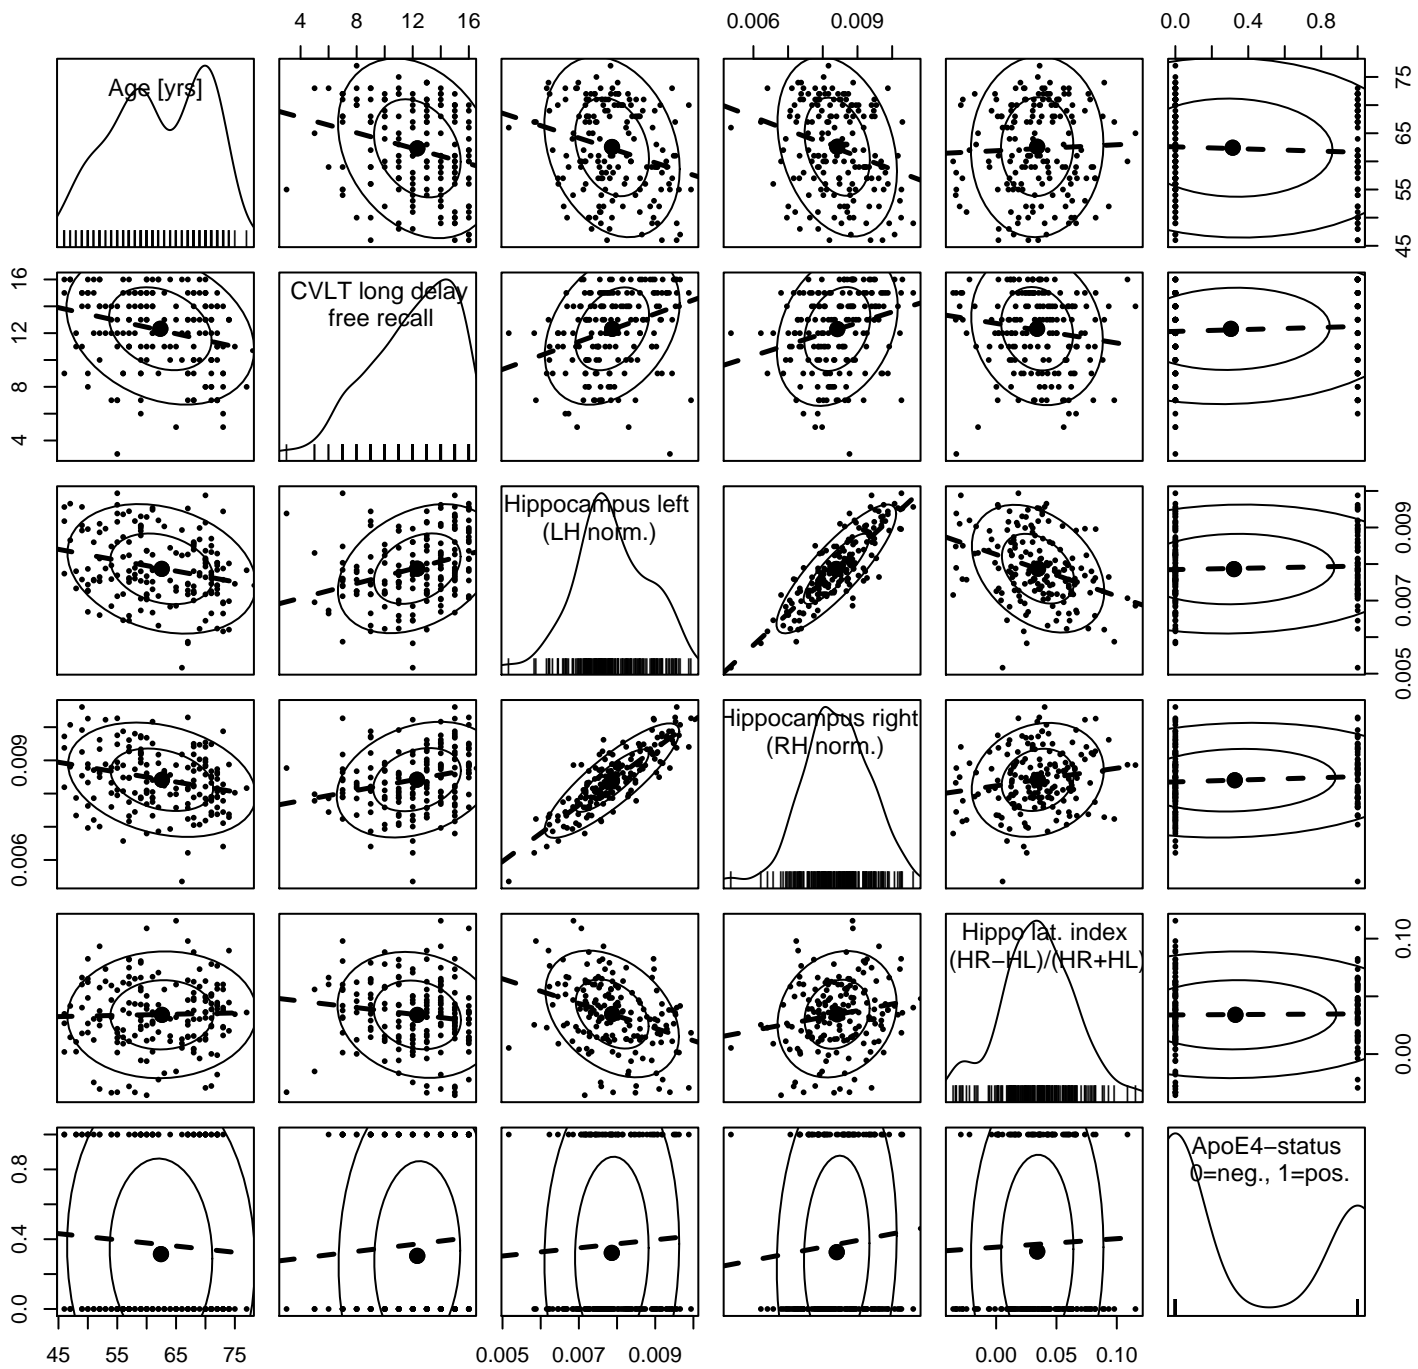 4 8 12 16
0.006 0.009
0.0 0.4 0.8
Age [yrs]
45 55 65 75
CVLT long delay
free recall
4 8 12 16
Hippocampus left
(LH norm.)
0.005 0.007 0.009
Hippocampus right
(RH norm.)
0.006 0.009
Hippo lat. index
(HR−HL)/(HR+HL)
0.00 0.10
ApoE4−status
0=neg., 1=pos.
0.0 0.4 0.8
45 55 65 75
0.005 0.007 0.009
0.00 0.05 0.10